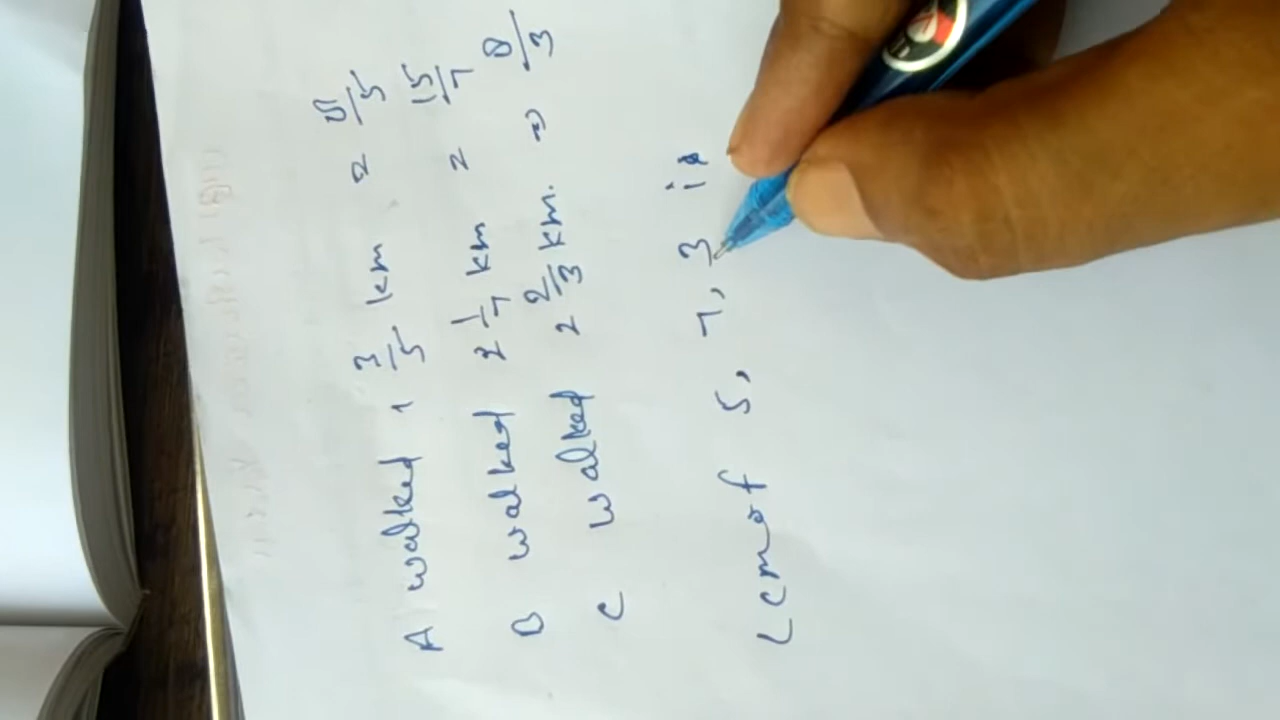 A walked 1 3/5 km = 8/5
B walked 2 1/7 km = 15/7
C walked 2 2/3 km. = 8/3
Lcm of 5, 7, 3 is